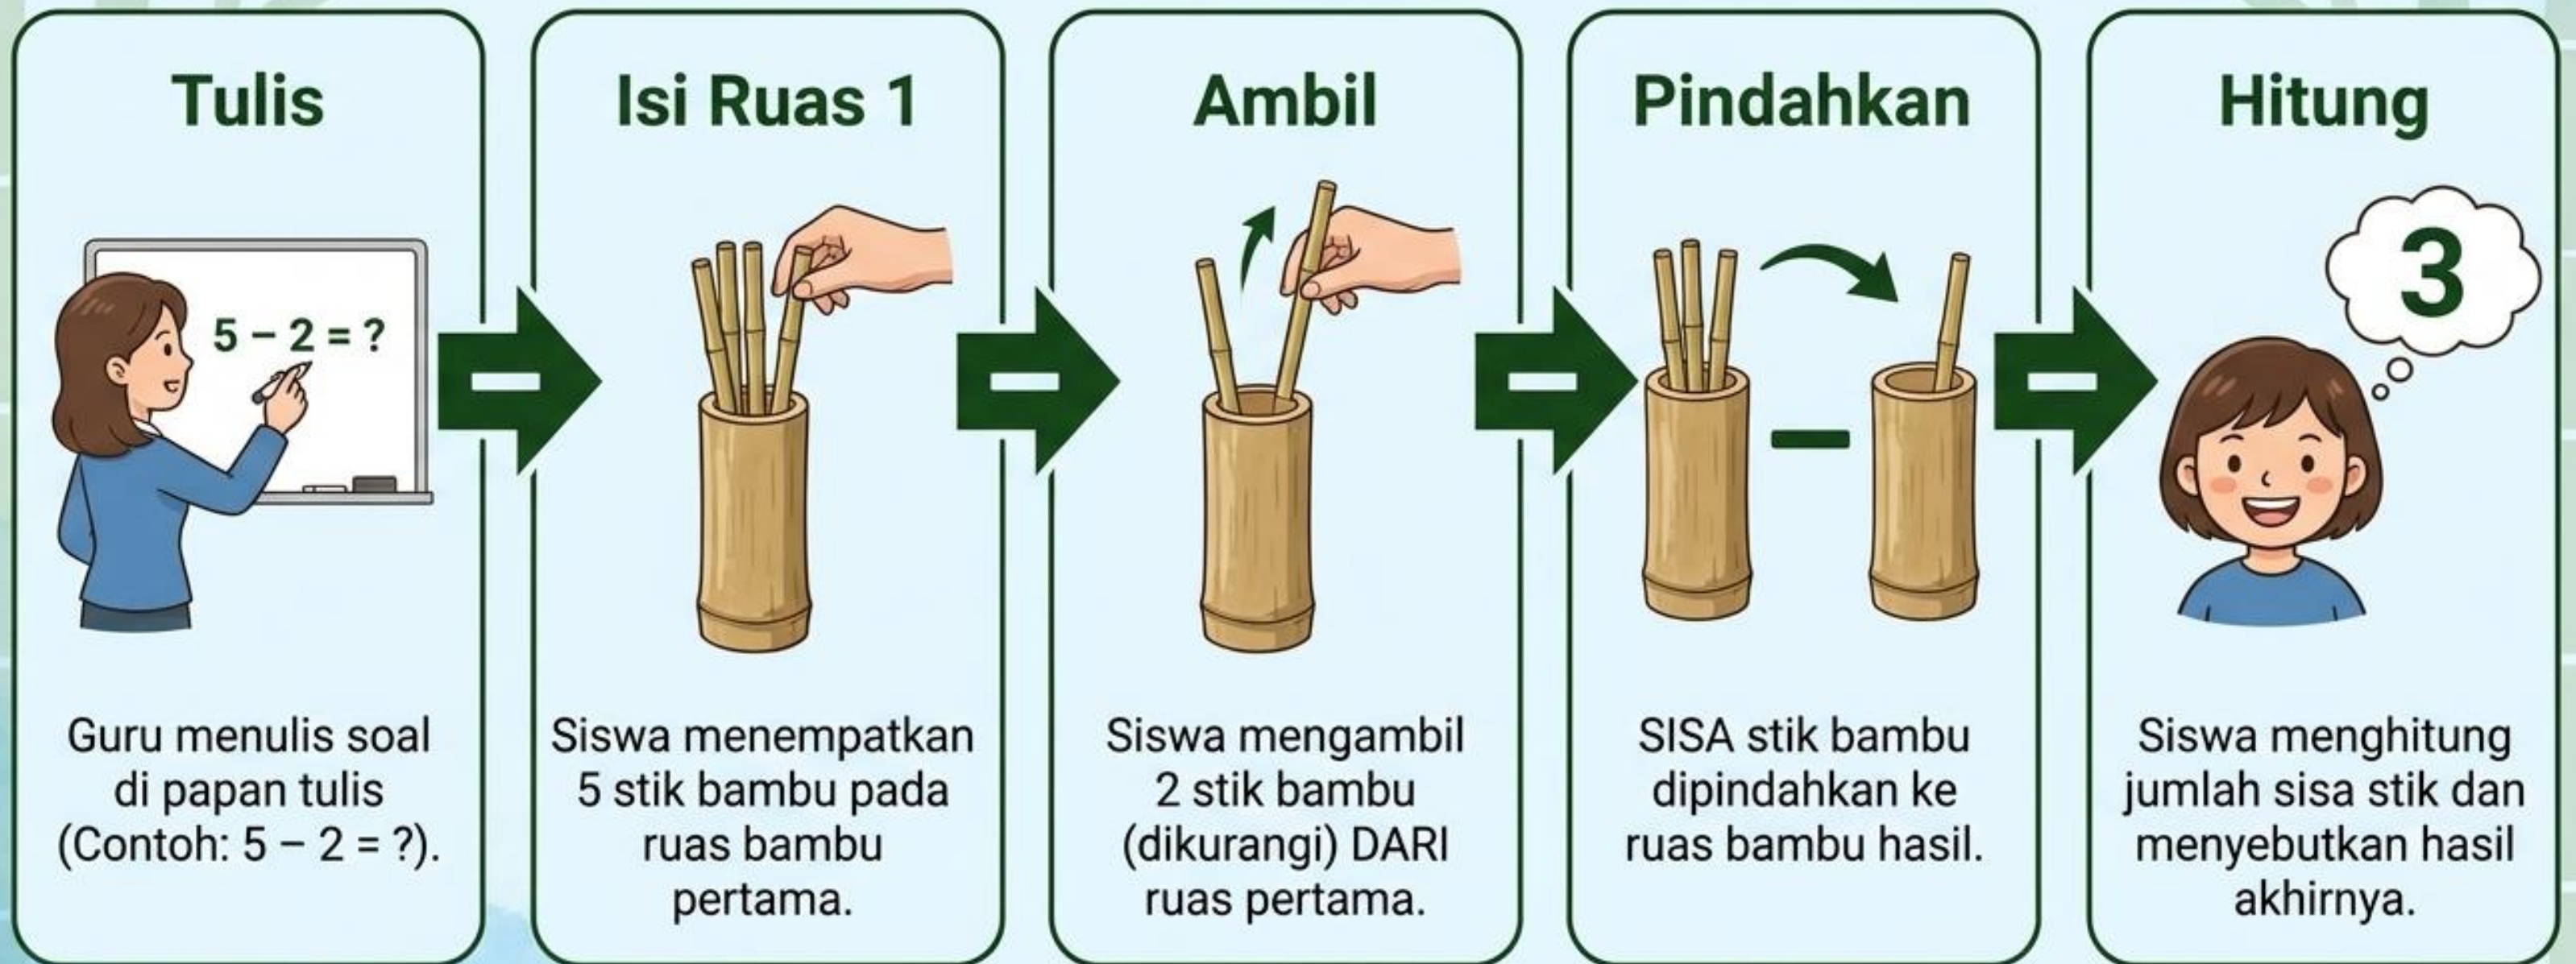 Tulis
5 – 2 = ?
Guru menulis soal
di papan tulis
(Contoh: 5 – 2 = ?).
Isi Ruas 1
Siswa menempatkan
5 stik bambu pada
ruas bambu
pertama.
Ambil
Siswa mengambil
2 stik bambu
(dikurangi) DARI
ruas pertama.
Pindahkan
SISA stik bambu
dipindahkan ke
ruas bambu hasil.
Hitung
3
Siswa menghitung
jumlah sisa stik dan
menyebutkan hasil
akhirnya.